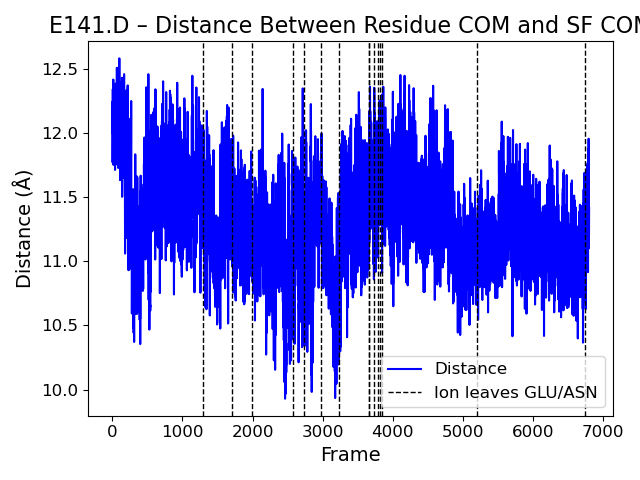 E141.D – Distance Between Residue COM and SF COM
12.5
12.0
11.5
11.0
10.5
10.0
Distance (Å)
Distance
Ion leaves GLU/ASN
0 1000 2000 3000 4000 5000 6000 7000
Frame